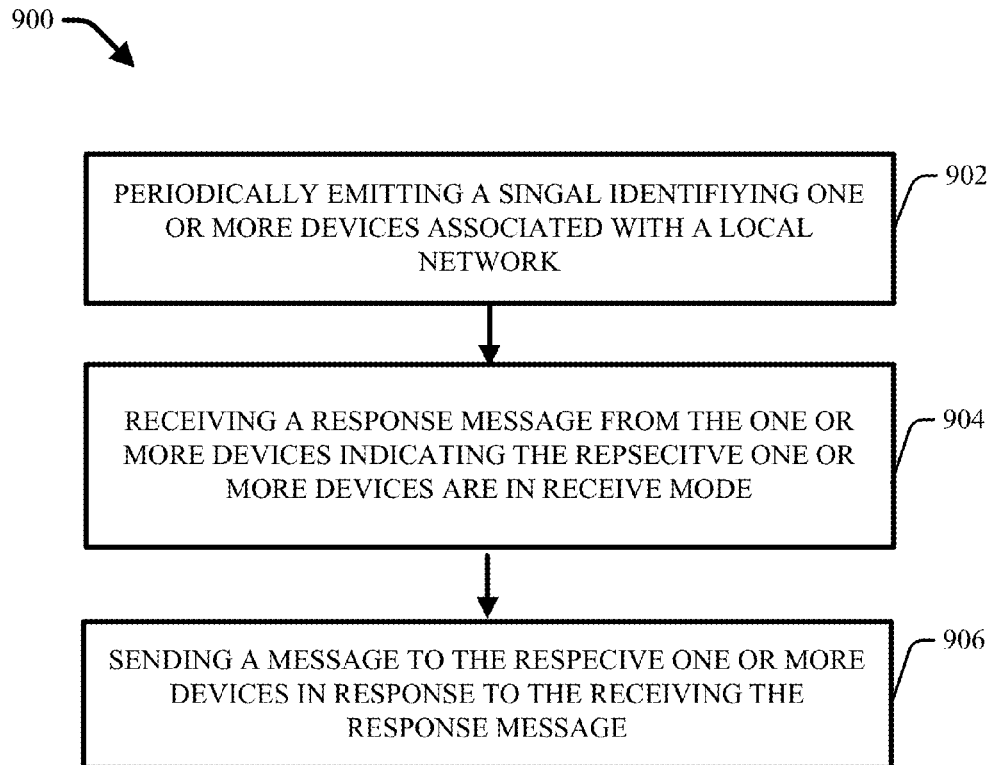 900
PERIODICALLY EMITTING A SINGAL IDENTIFIYING ONE
OR MORE DEVICES ASSOCIATED WITH A LOCAL
NETWORK
902
RECEIVING A RESPONSE MESSAGE FROM THE ONE OR
MORE DEVICES INDICATING THE REPSECITVE ONE OR
MORE DEVICES ARE IN RECEIVE MODE
904
SENDING A MESSAGE TO THE RESPECIVE ONE OR MORE
DEVICES IN RESPONSE TO THE RECEIVING THE
RESPONSE MESSAGE
906